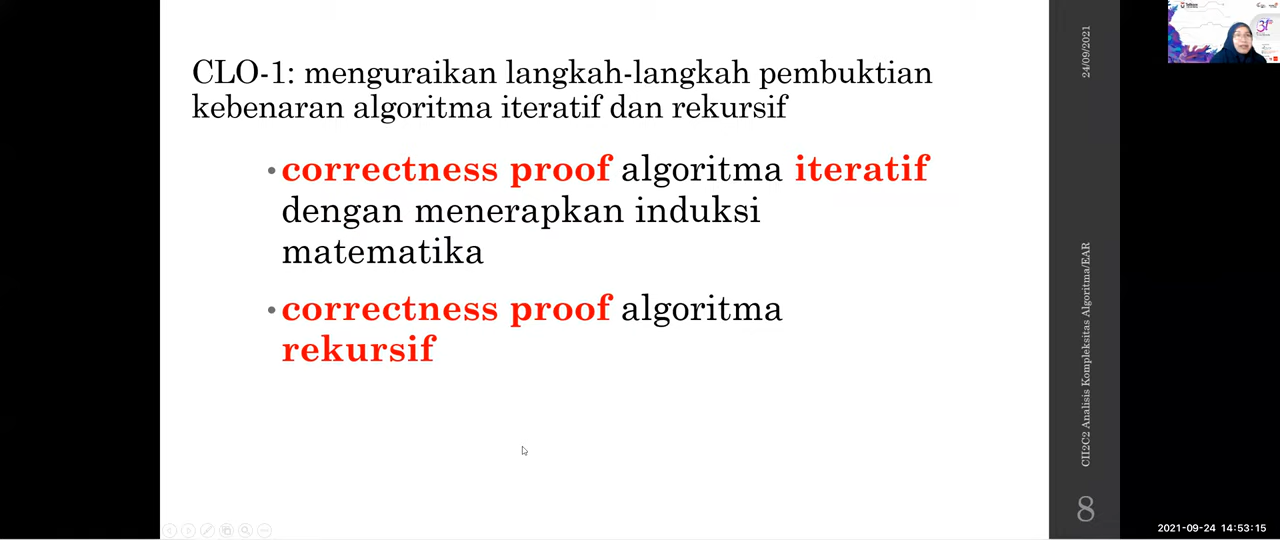 CLO-1: menguraikan langkah-langkah pembuktian
kebenaran algoritma iteratif dan rekursif
• correctness proof algoritma iteratif
dengan menerapkan induksi
matematika
• correctness proof algoritma
rekursif
24/09/2021
CII2C2 Analisis Kompleksitas Algoritma/EAR
8
2021-09-24 14:53:15